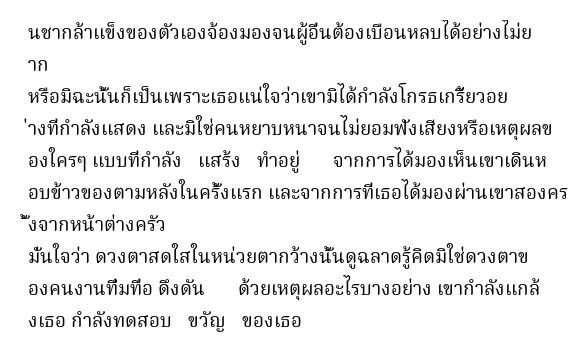 นชากล้าแข็งของตัวเองจ้องมองจนผู้อื่นต้องเบือนหลบได้อย่างไม่ย
าก
หรือมิฉะนั้นก็เป็นเพราะเธอแน่ใจว่าเขามิได้กำลังโกรธเกรี้ยวอย
่างที่กำลังแสดง และมิใช่คนหยาบหนาจนไม่ยอมฟังเสียงหรือเหตุผลข
องใครๆ แบบที่กำลัง แสร้ง ทำอยู่ จากการได้มองเห็นเขาเดินห
อบข้าวของตามหลังในครั้งแรก และจากการที่เธอได้มองผ่านเขาสองคร
ั้งจากหน้าต่างครัว
มั่นใจว่า ดวงตาสดใสในหน่วยตากว้างนั้นดูฉลาดรู้คิดมิใช่ดวงตาข
องคนงานทึ่มทื่อ ดึงดัน ด้วยเหตุผลอะไรบางอย่าง เขากำลังแกล้
งเธอ กำลังทดสอบ ขวัญ ของเธอ